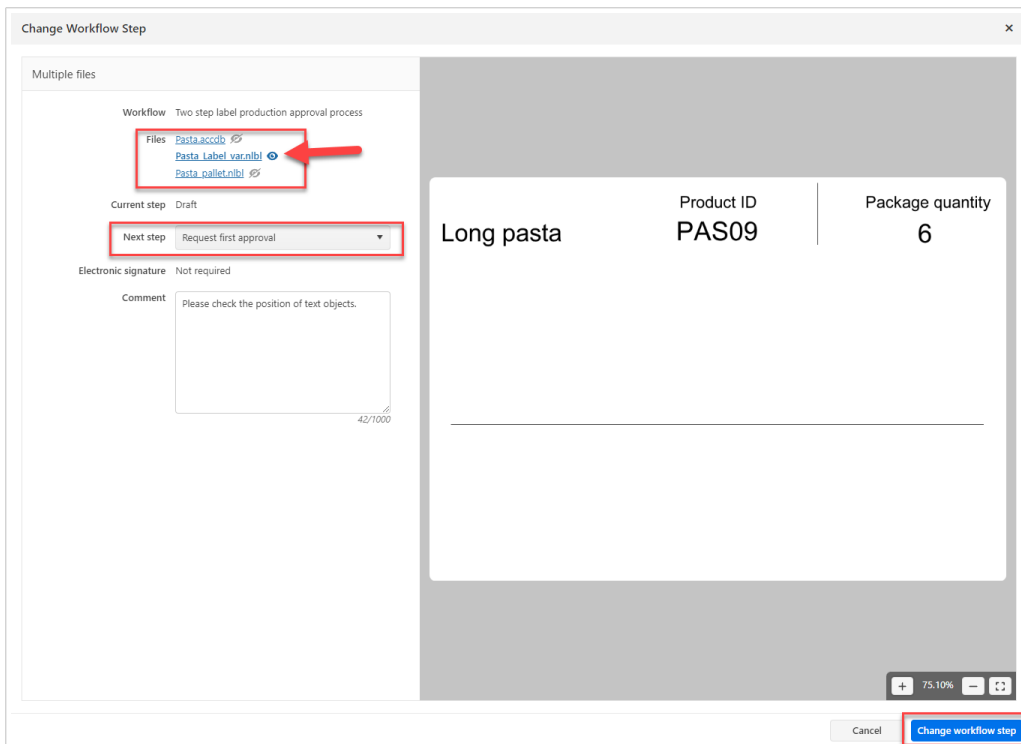 Change Workflow Step
Multiple files
Workflow Two step label production approval process
Files Pasta.accdb
Pasta_Label_var.nlbl
Pasta_pallet.nlbl
Current step Draft
Next step Request first approval
Electronic signature Not required
Comment Please check the position of text objects.
42/1000
Product ID Package quantity
Long pasta PAS09 6
75.10%
Cancel Change workflow step